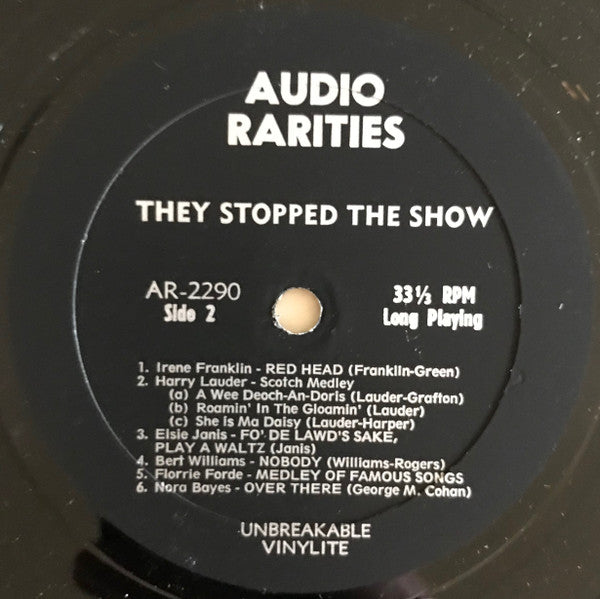 AUDIO
RARITIES
THEY STOPPED THE SHOW
AR-2290
Side 2
33⅓ RPM
Long Playing
1. Irene Franklin - RED HEAD (Franklin-Green)
2. Harry Lauder - Scotch Medley
(a) A Wee Deoch-An-Doris (Lauder-Grafton)
(b) Roamin' In The Gloamin' (Lauder)
(c) She is Ma Daisy (Lauder-Harper)
3. Elsie Janis - FO' DE LAWD'S SAKE,
PLAY A WALTZ (Janis)
4. Bert Williams - NOBODY (Williams-Rogers)
5. Florrie Forde - MEDLEY OF FAMOUS SONGS
6. Nora Bayes - OVER THERE (George M. Cohan)
UNBREAKABLE
VINYLITE